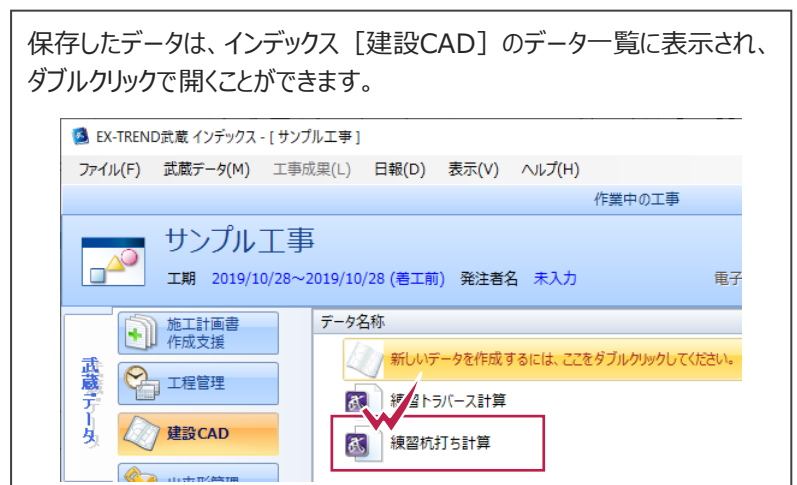 保存したデータは、インデックス［建設CAD］のデータ一覧に表示され、
ダブルクリックで開くことができます。
EX-TREND武蔵 インデックス - [ サンプル工事 ]
ファイル(F) 武蔵データ(M) 工事成果(L) 日報(D) 表示(V) ヘルプ(H)
作業中の工事
サンプル工事
工期 2019/10/28～2019/10/28 (着工前) 発注者名 未入力 電子
武蔵データ
施工計画書
作成支援
工程管理
建設CAD
データ名称
新しいデータを作成するには、ここをダブルクリックしてください。
練習トラバース計算
練習杭打ち計算